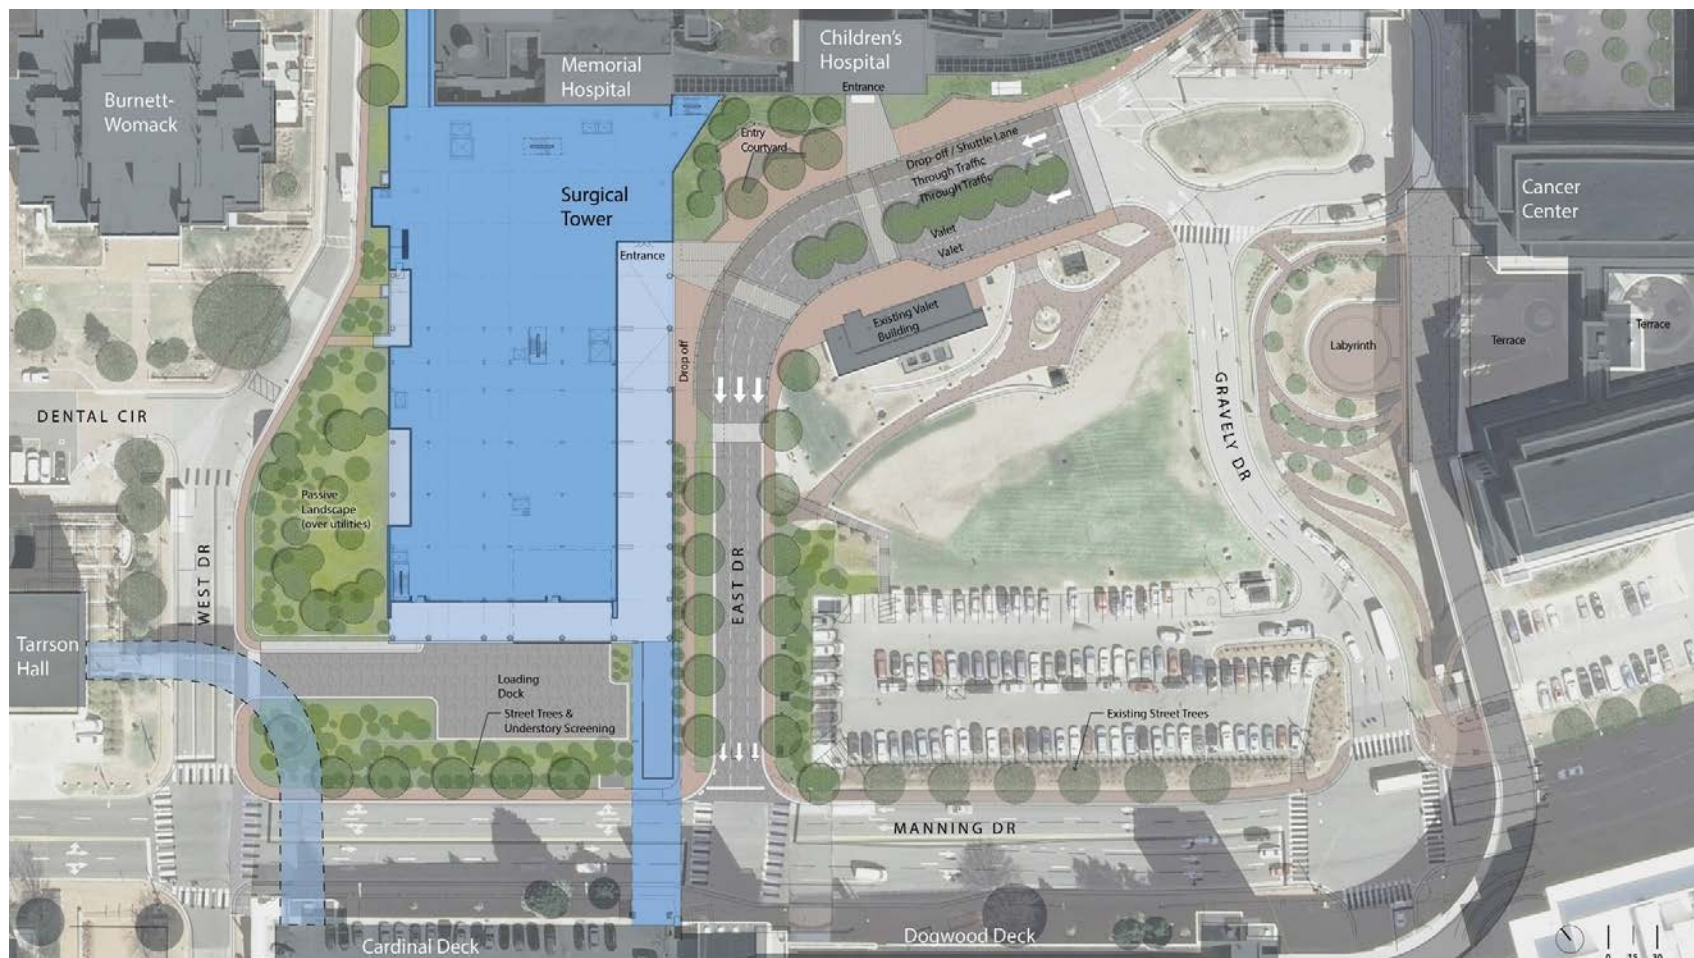 Children's
Hospital
Entrance
Memorial
Hospital
Burnett-
Womack
Entry
Courtyard
Drop-off / Shuttle Lane
Through Traffic
Through Traffic
Valet
Valet
Surgical
Tower
Entrance
Cancer
Center
Existing Valet
Building
Terrace
Terrace
Labyrinth
Drop off
DENTAL CIR
GRAVELY DR
Passive
Landscape
(over utilities)
WEST DR
EAST DR
Tarrson
Hall
Loading
Dock
Street Trees &
Understory Screening
Existing Street Trees
MANNING DR
Cardinal Deck
Dogwood Deck
0 15 30